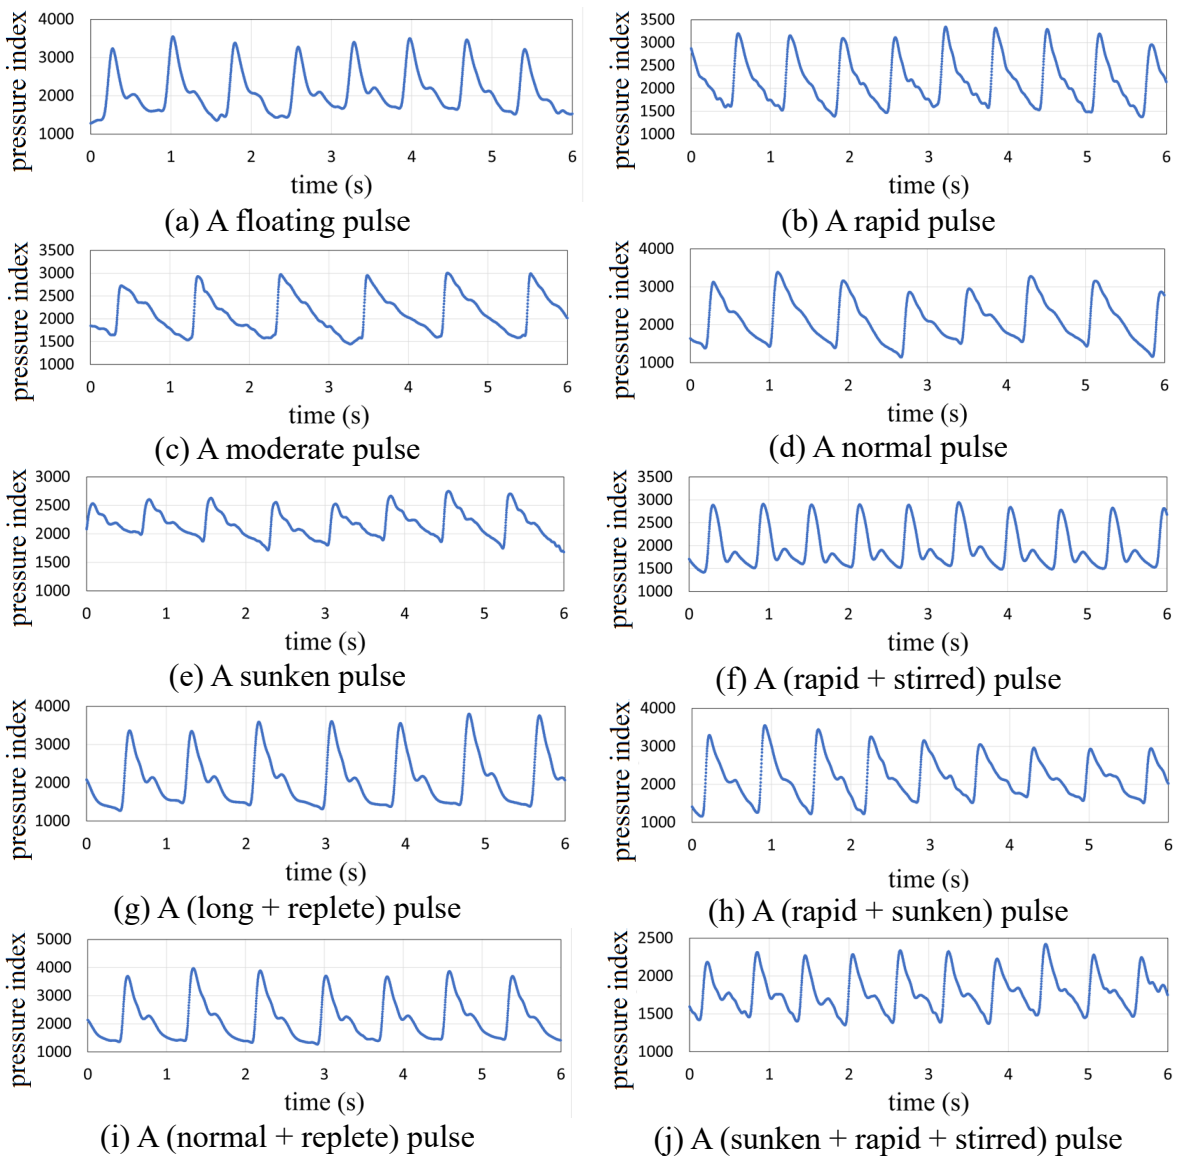 pressure index
4000
3000
2000
1000
0 1 2 3 4 5 6
time (s)
(a) A floating pulse
pressure index
3500
3000
2500
2000
1500
1000
0 1 2 3 4 5 6
time (s)
(b) A rapid pulse
pressure index
3500
3000
2500
2000
1500
1000
0 1 2 3 4 5 6
time (s)
(c) A moderate pulse
pressure index
4000
3000
2000
1000
0 1 2 3 4 5 6
time (s)
(d) A normal pulse
pressure index
3000
2500
2000
1500
1000
0 1 2 3 4 5 6
time (s)
(e) A sunken pulse
pressure index
3500
3000
2500
2000
1500
1000
0 1 2 3 4 5 6
time (s)
(f) A (rapid + stirred) pulse
pressure index
4000
3000
2000
1000
0 1 2 3 4 5 6
time (s)
(g) A (long + replete) pulse
pressure index
4000
3000
2000
1000
0 1 2 3 4 5 6
time (s)
(h) A (rapid + sunken) pulse
pressure index
5000
4000
3000
2000
1000
0 1 2 3 4 5 6
time (s)
(i) A (normal + replete) pulse
pressure index
2500
2000
1500
1000
0 1 2 3 4 5 6
time (s)
(j) A (sunken + rapid + stirred) pulse